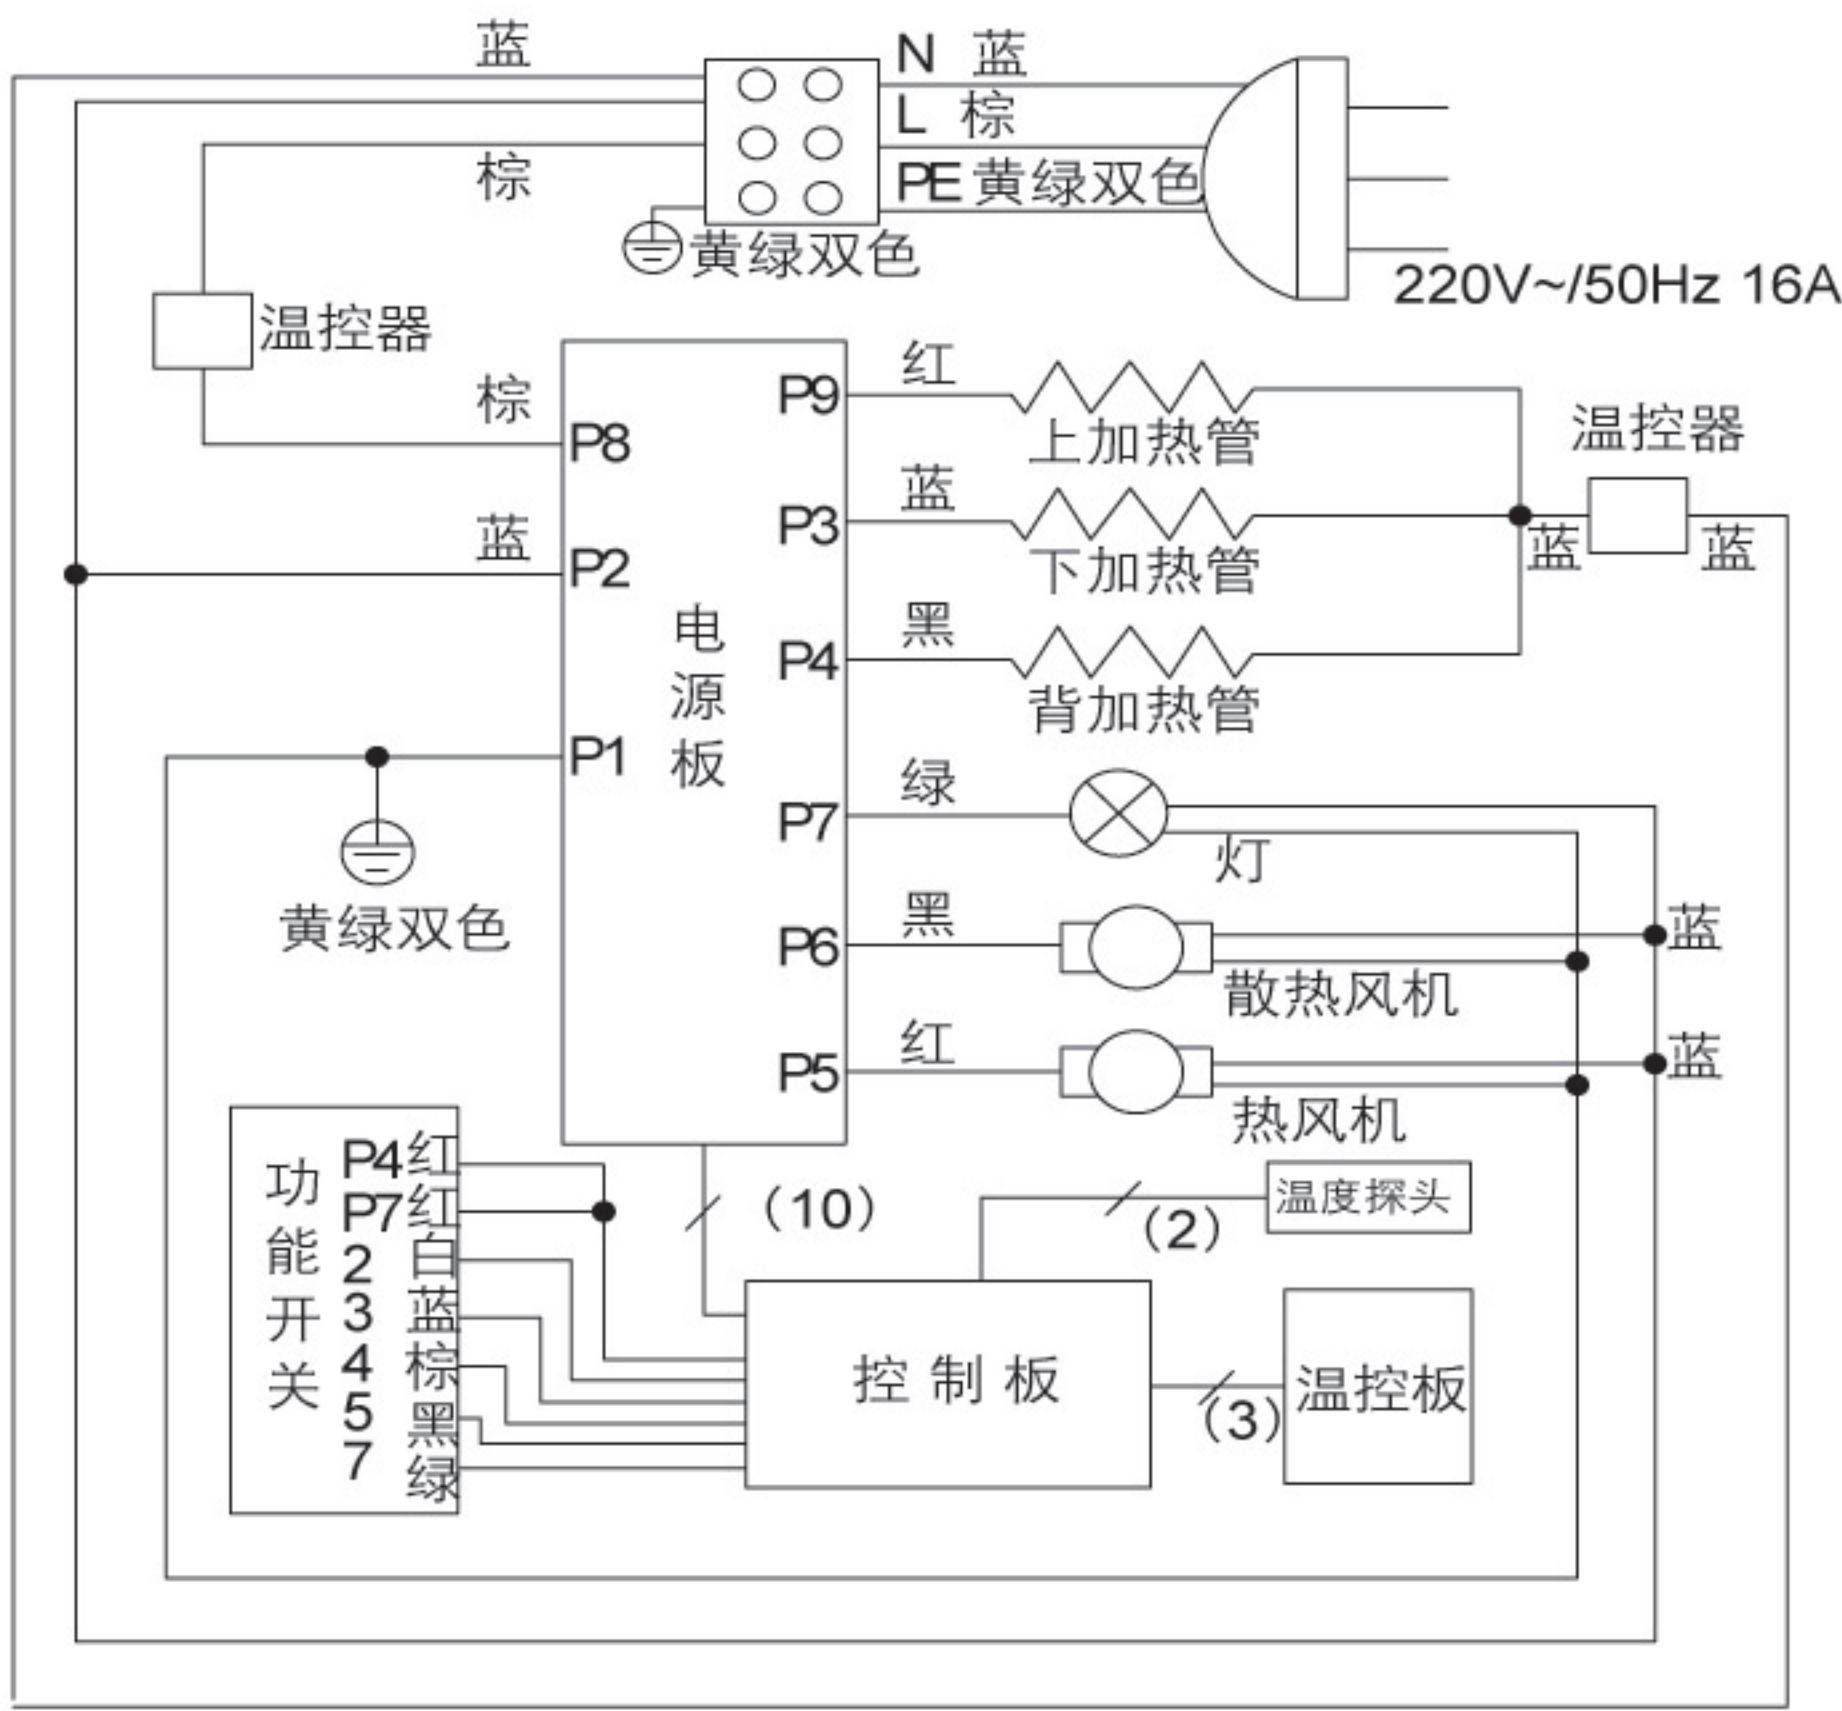 蓝
N 蓝
L 棕
棕
PE 黄绿双色
黄绿双色
220V~/50Hz 16A
温控器
棕
P8
蓝
P2
P1
黄绿双色
电源板
P9 红
上加热管
P3 蓝
下加热管
P4 黑
背加热管
温控器
蓝
蓝
P7 绿
灯
P6 黑
散热风机
蓝
P5 红
热风机
蓝
功能开关
P4 红
P7 红
2 白
3 蓝
4 棕
5 黑
7 绿
(10)
(2)
温度探头
控制板
(3)
温控板